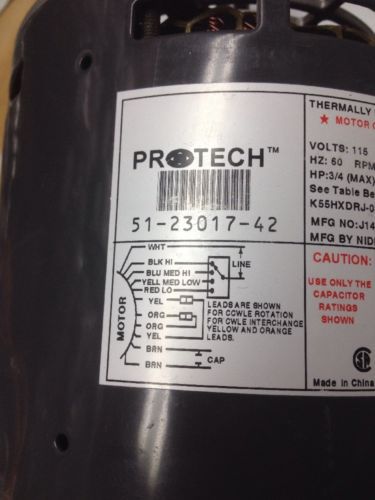 PROTECH™
51-23017-42
WHT
BLK HI
BLU MED HI
YELL MED LOW
RED LO
LINE
YEL
ORG
ORG
YEL
BRN
BRN
MOTOR
CAP
LEADS ARE SHOWN
FOR CCWLE ROTATION
FOR CWLE INTERCHANGE
YELLOW AND ORANGE
LEADS.
THERMALLY
★ MOTOR
VOLTS: 115
HZ: 60 RPM
HP:3/4 (MAX)
See Table Be
K55HXDRJ-0
MFG NO:J14
MFG BY NIDE
CAUTION:
USE ONLY THE
CAPACITOR
RATINGS
SHOWN
Made in China